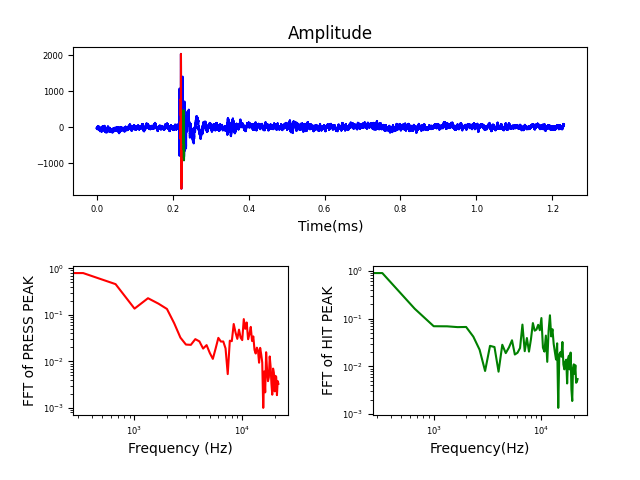 Amplitude
2000
1000
0
−1000
0.0 0.2 0.4 0.6 0.8 1.0 1.2
Time(ms)
FFT of PRESS PEAK
10⁰
10⁻¹
10⁻²
10⁻³
10³ 10⁴
Frequency (Hz)
FFT of HIT PEAK
10⁰
10⁻¹
10⁻²
10⁻³
10³ 10⁴
Frequency(Hz)